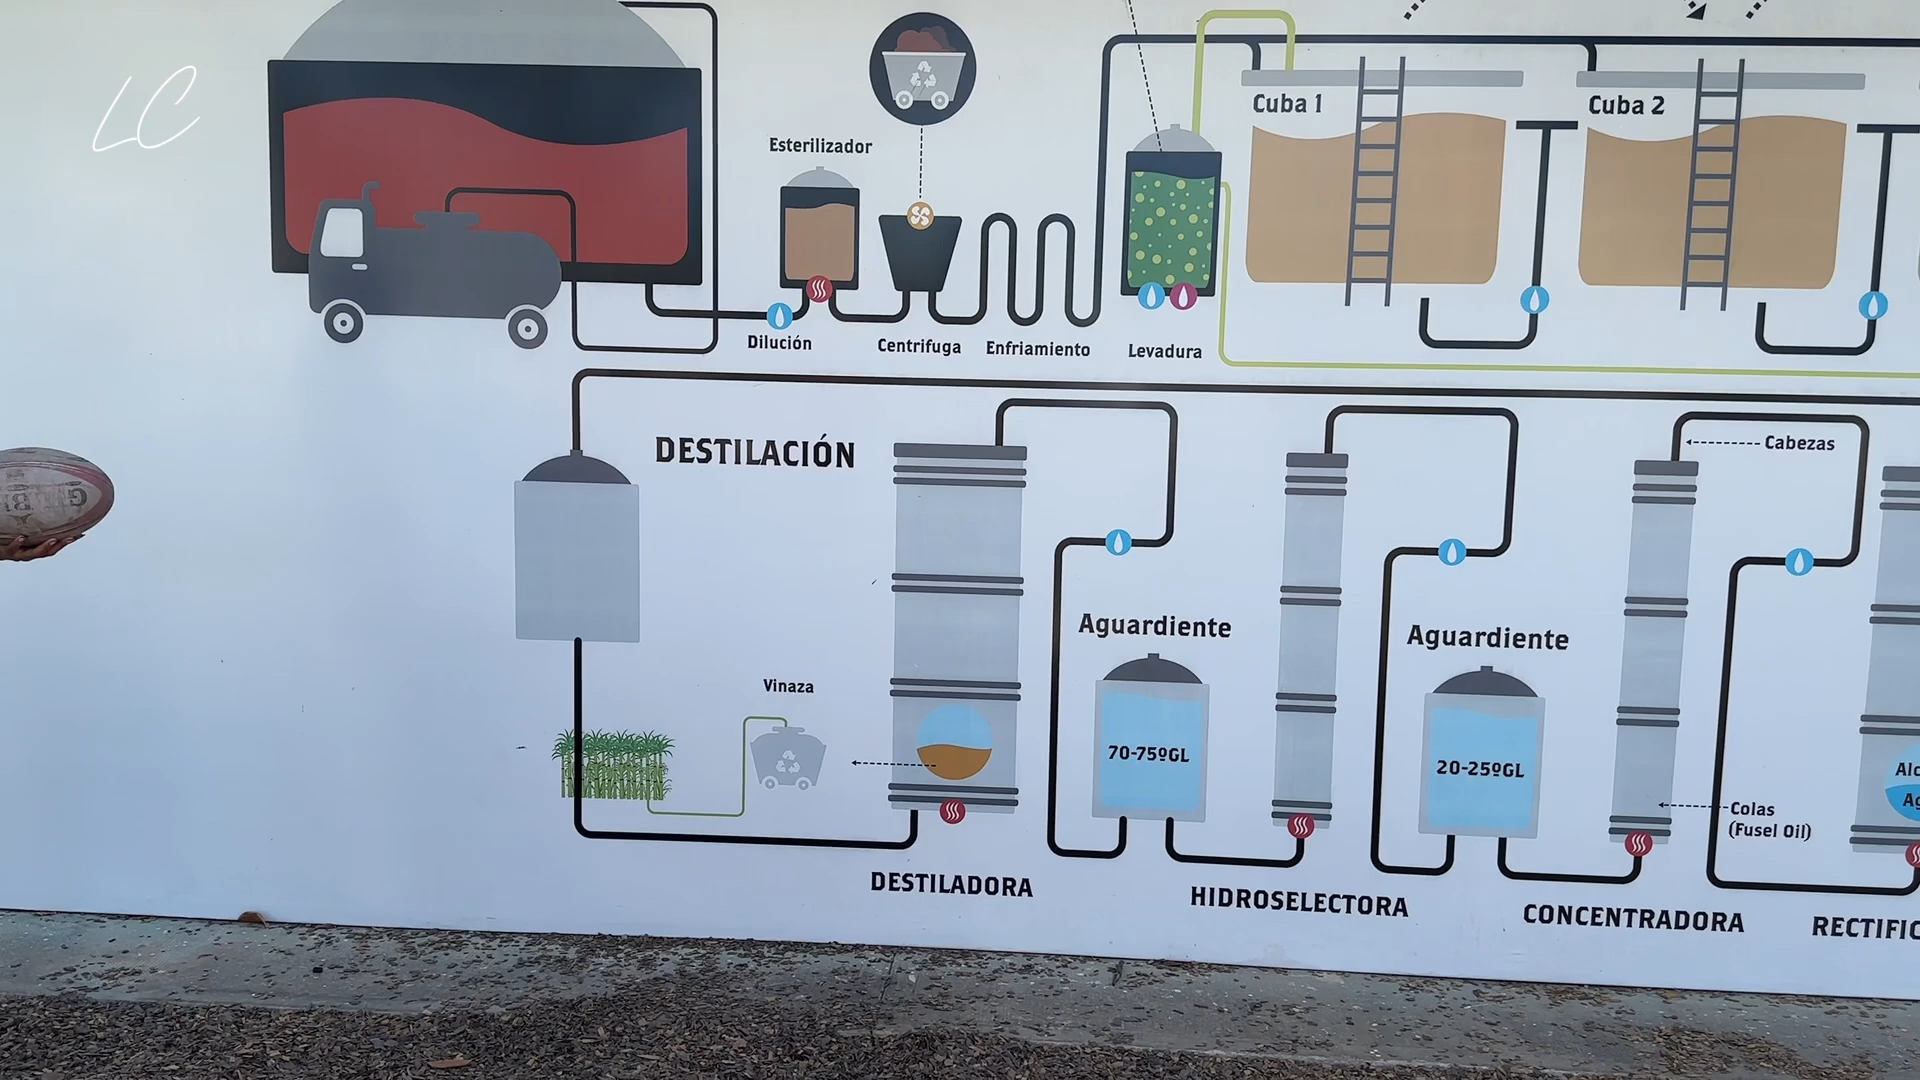 LC
Esterilizador
Cuba 1
Cuba 2
Dilución
Centrifuga
Enfriamiento
Levadura
DESTILACIÓN
Cabezas
Aguardiente
Aguardiente
Vinaza
70-75ºGL
20-25ºGL
Colas
(Fusel Oil)
DESTILADORA
HIDROSELECTORA
CONCENTRADORA